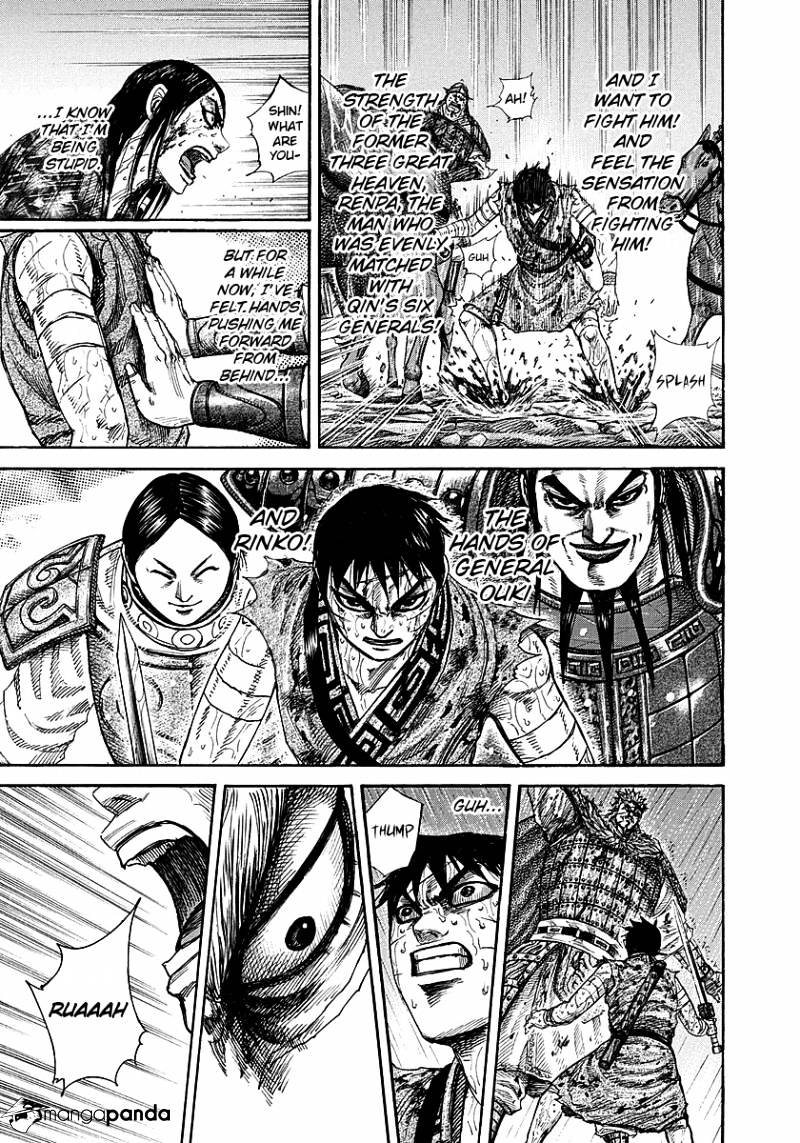 AND I
WANT TO
FIGHT HIM!
AND
FEEL THE
SENSATION
FROM
FIGHTING
HIM!
AH!
THE
STRENGTH
OF THE
FORMER
THREE GREAT
HEAVEN,
RENPA, THE
MAN WHO
WAS EVENLY
MATCHED
WITH
QIN'S SIX
GENERALS!
GUH
SPLASH
SHIN!
WHAT
ARE
YOU-
...I KNOW
THAT I'M
BEING
STUPID.
BUT FOR
A WHILE
NOW, I'VE
FELT HANDS
PUSHING ME
FORWARD
FROM
BEHIND...
THE
HANDS OF
GENERAL
OUKI
AND
RINKO!
GUH...
THUMP
RUAAAH
mangapanda